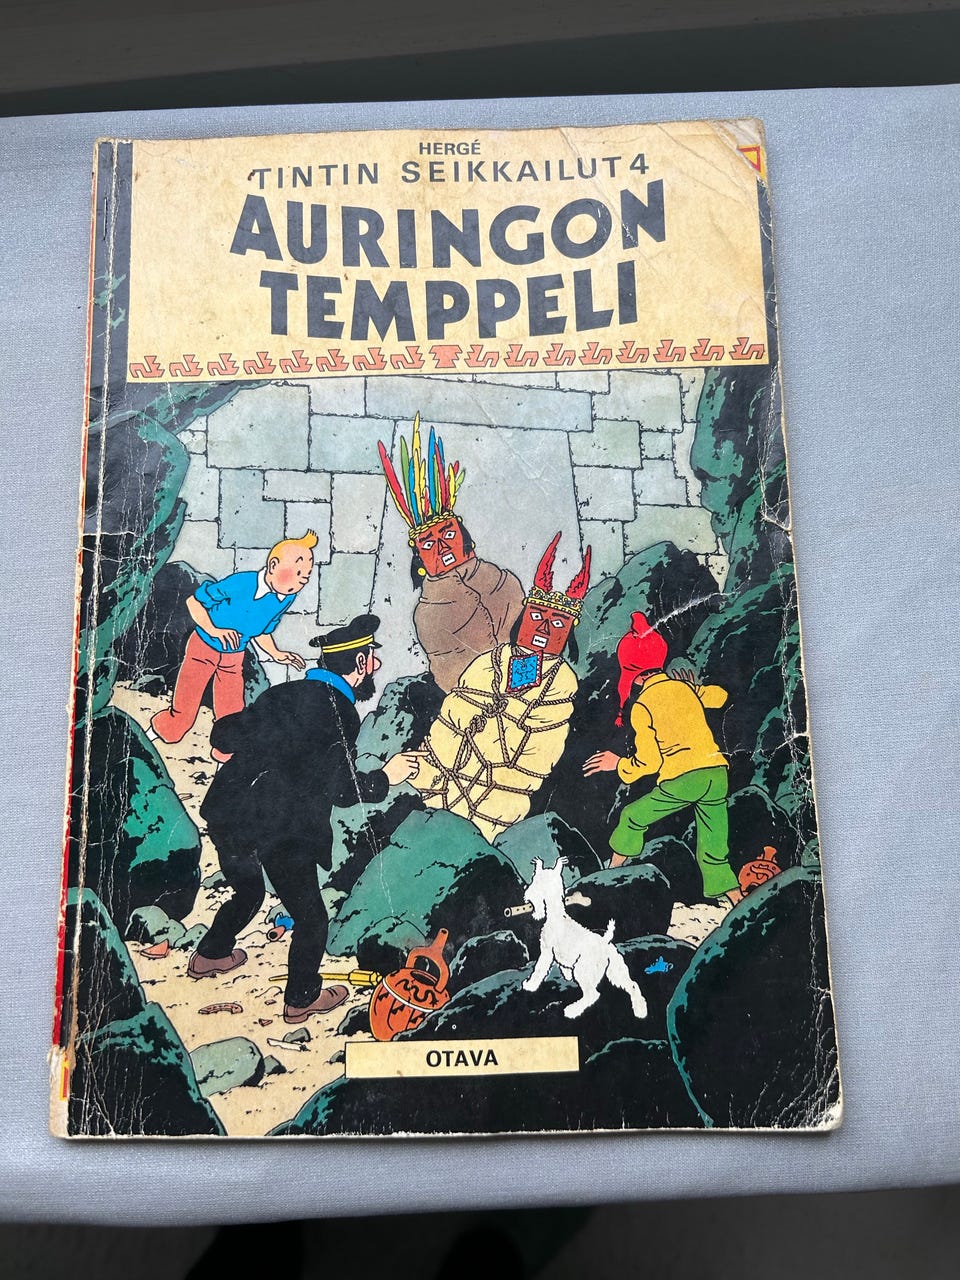 HERGÉ
TINTIN SEIKKAILUT 4
AURINGON
TEMPPELI
OTAVA